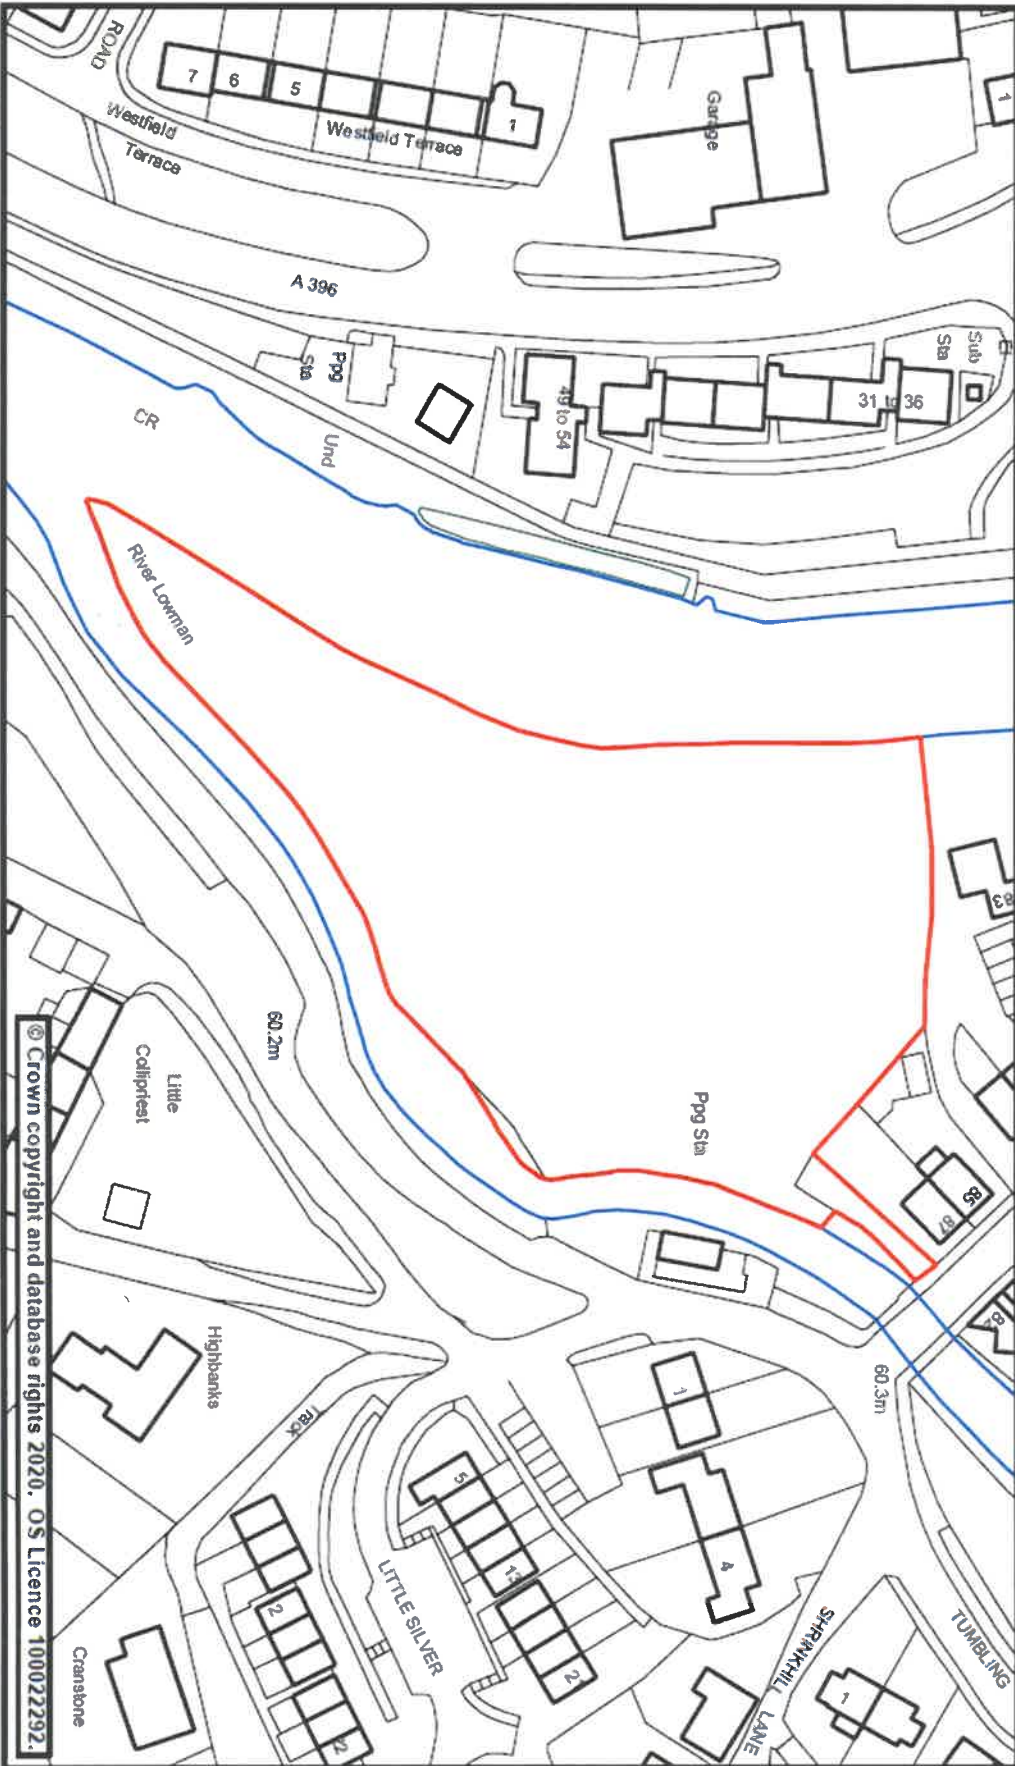 ROAD
7
6
5
1
Westfield
Terrace
Westfield Terrace
Garage
1
A 396
El
Sub
Sta
31 to 36
49 to 54
Ppg
Sta
Und
CR
River Lowman
83
Ppg Sta
85
87
82
60.2m
Little
Collipriest
60.3m
Highbanks
Track
1
4
5
13
2
LITTLE SILVER
2
22
Cranstone
SHRINKHILL LANE
1
TUMBLING
© Crown copyright and database rights 2020. OS Licence 100022292.